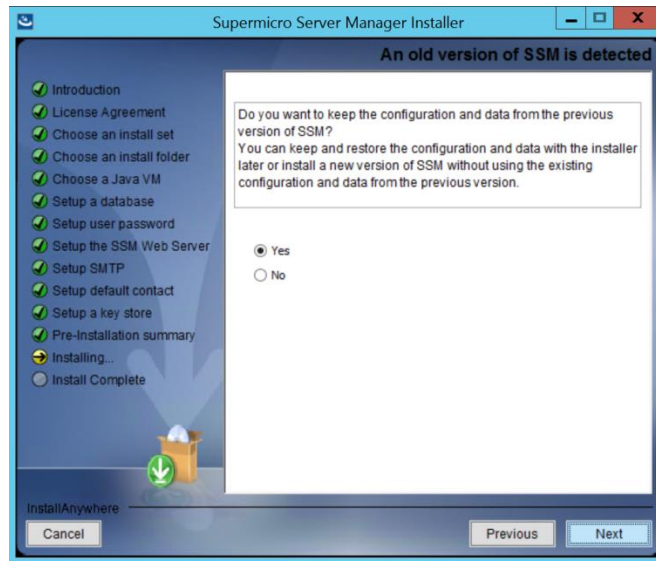 Supermicro Server Manager Installer
An old version of SSM is detected
Introduction
License Agreement
Choose an install set
Choose an install folder
Choose a Java VM
Setup a database
Setup user password
Setup the SSM Web Server
Setup SMTP
Setup default contact
Setup a key store
Pre-Installation summary
Installing...
Install Complete
Do you want to keep the configuration and data from the previous
version of SSM?
You can keep and restore the configuration and data with the installer
later or install a new version of SSM without using the existing
configuration and data from the previous version.
Yes
No
InstallAnywhere
Cancel
Previous
Next